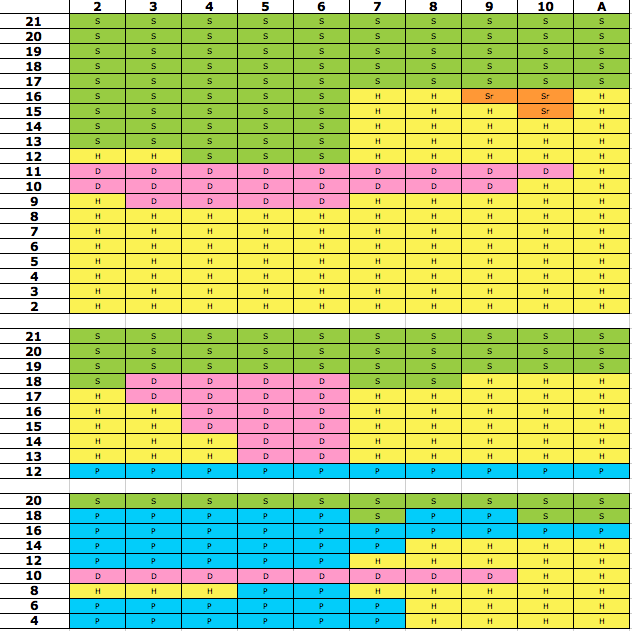 2 3 4 5 6 7 8 9 10 A
21 S S S S S S S S S S
20 S S S S S S S S S S
19 S S S S S S S S S S
18 S S S S S S S S S S
17 S S S S S S S S S S
16 S S S S S H H Sr Sr H
15 S S S S S H H H Sr H
14 S S S S S H H H H H
13 S S S S S H H H H H
12 H H S S S H H H H H
11 D D D D D D D D D H
10 D D D D D D D D H H
9 H D D D D H H H H H
8 H H H H H H H H H H
7 H H H H H H H H H H
6 H H H H H H H H H H
5 H H H H H H H H H H
4 H H H H H H H H H H
3 H H H H H H H H H H
2 H H H H H H H H H H
21 S S S S S S S S S S
20 S S S S S S S S S S
19 S S S S S S S S S S
18 S D D D D S S H H H
17 H D D D D H H H H H
16 H H D D D H H H H H
15 H H D D D H H H H H
14 H H H D D H H H H H
13 H H H D D H H H H H
12 P P P P P P P P P P
20 S S S S S S S S S S
18 P P P P P S P P S S
16 P P P P P P P P P P
14 P P P P P P H H H H
12 P P P P P H H H H H
10 D D D D D D D D H H
8 H H H P P H H H H H
6 P P P P P P H H H H
4 P P P P P P H H H H